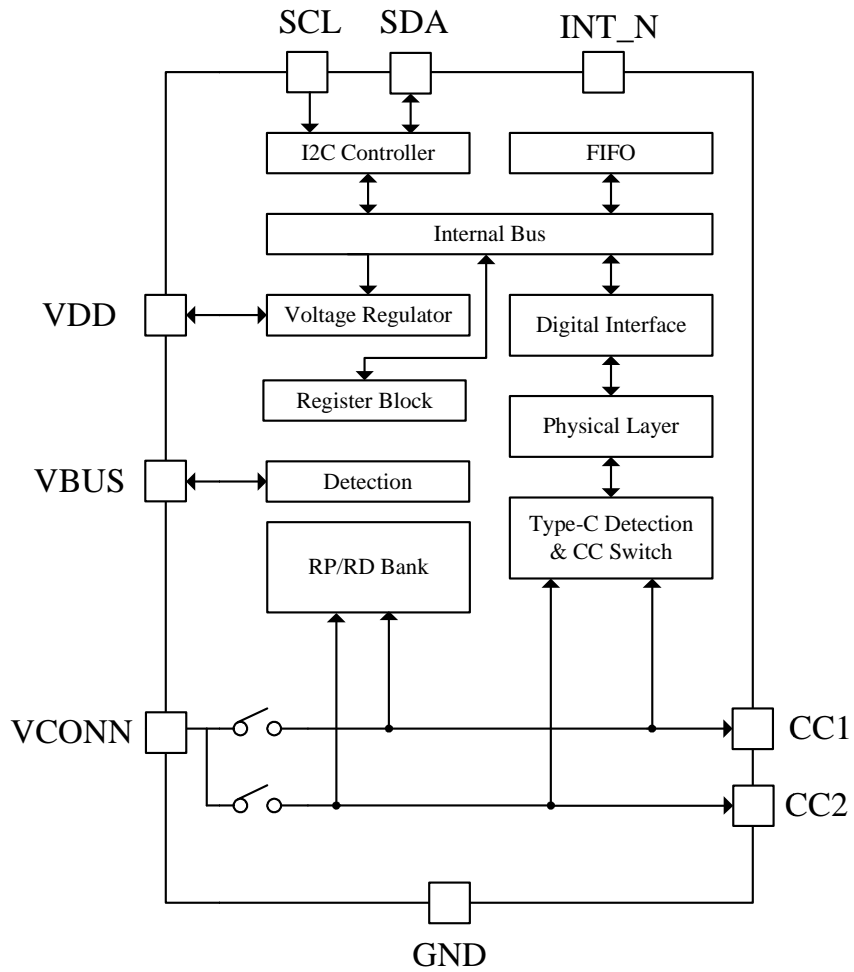 SCL
SDA
INT_N
I2C Controller
FIFO
Internal Bus
VDD
Voltage Regulator
Digital Interface
Register Block
Physical Layer
VBUS
Detection
Type-C Detection
& CC Switch
RP/RD Bank
VCONN
CC1
CC2
GND